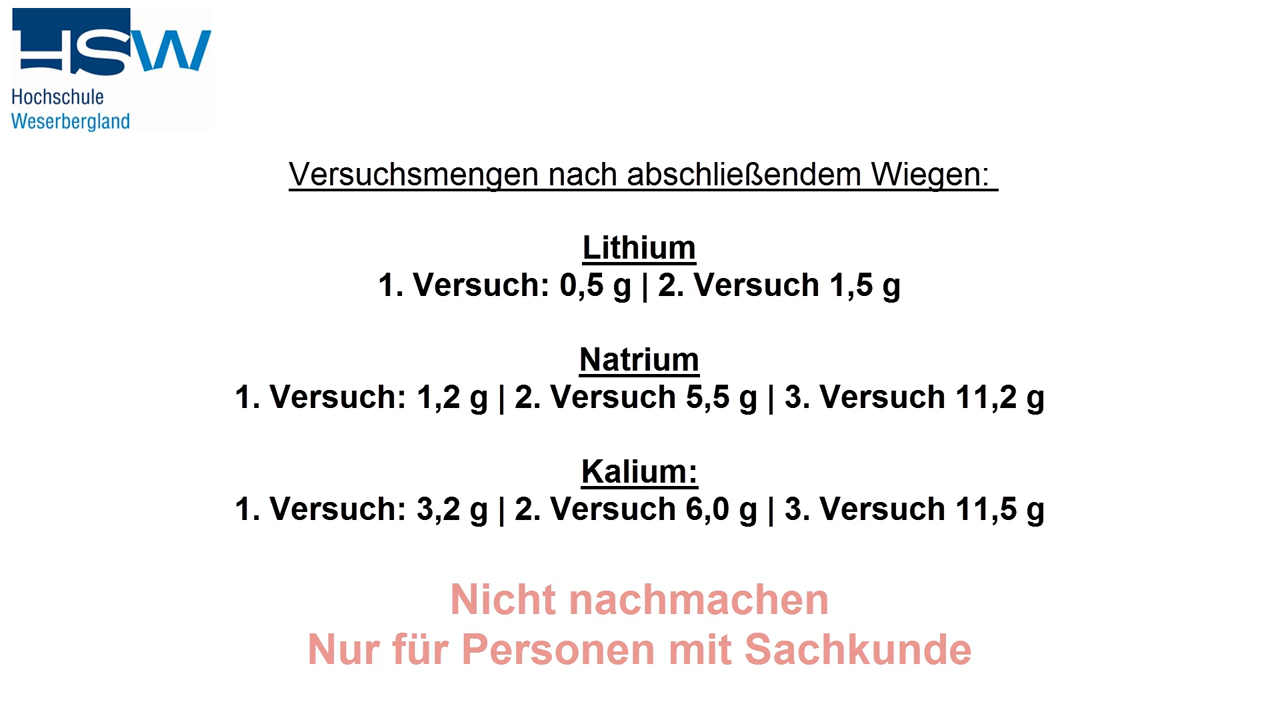 HSW
Hochschule
Weserbergland
Versuchsmengen nach abschließendem Wiegen:
Lithium
1. Versuch: 0,5 g | 2. Versuch 1,5 g
Natrium
1. Versuch: 1,2 g | 2. Versuch 5,5 g | 3. Versuch 11,2 g
Kalium:
1. Versuch: 3,2 g | 2. Versuch 6,0 g | 3. Versuch 11,5 g
Nicht nachmachen
Nur für Personen mit Sachkunde